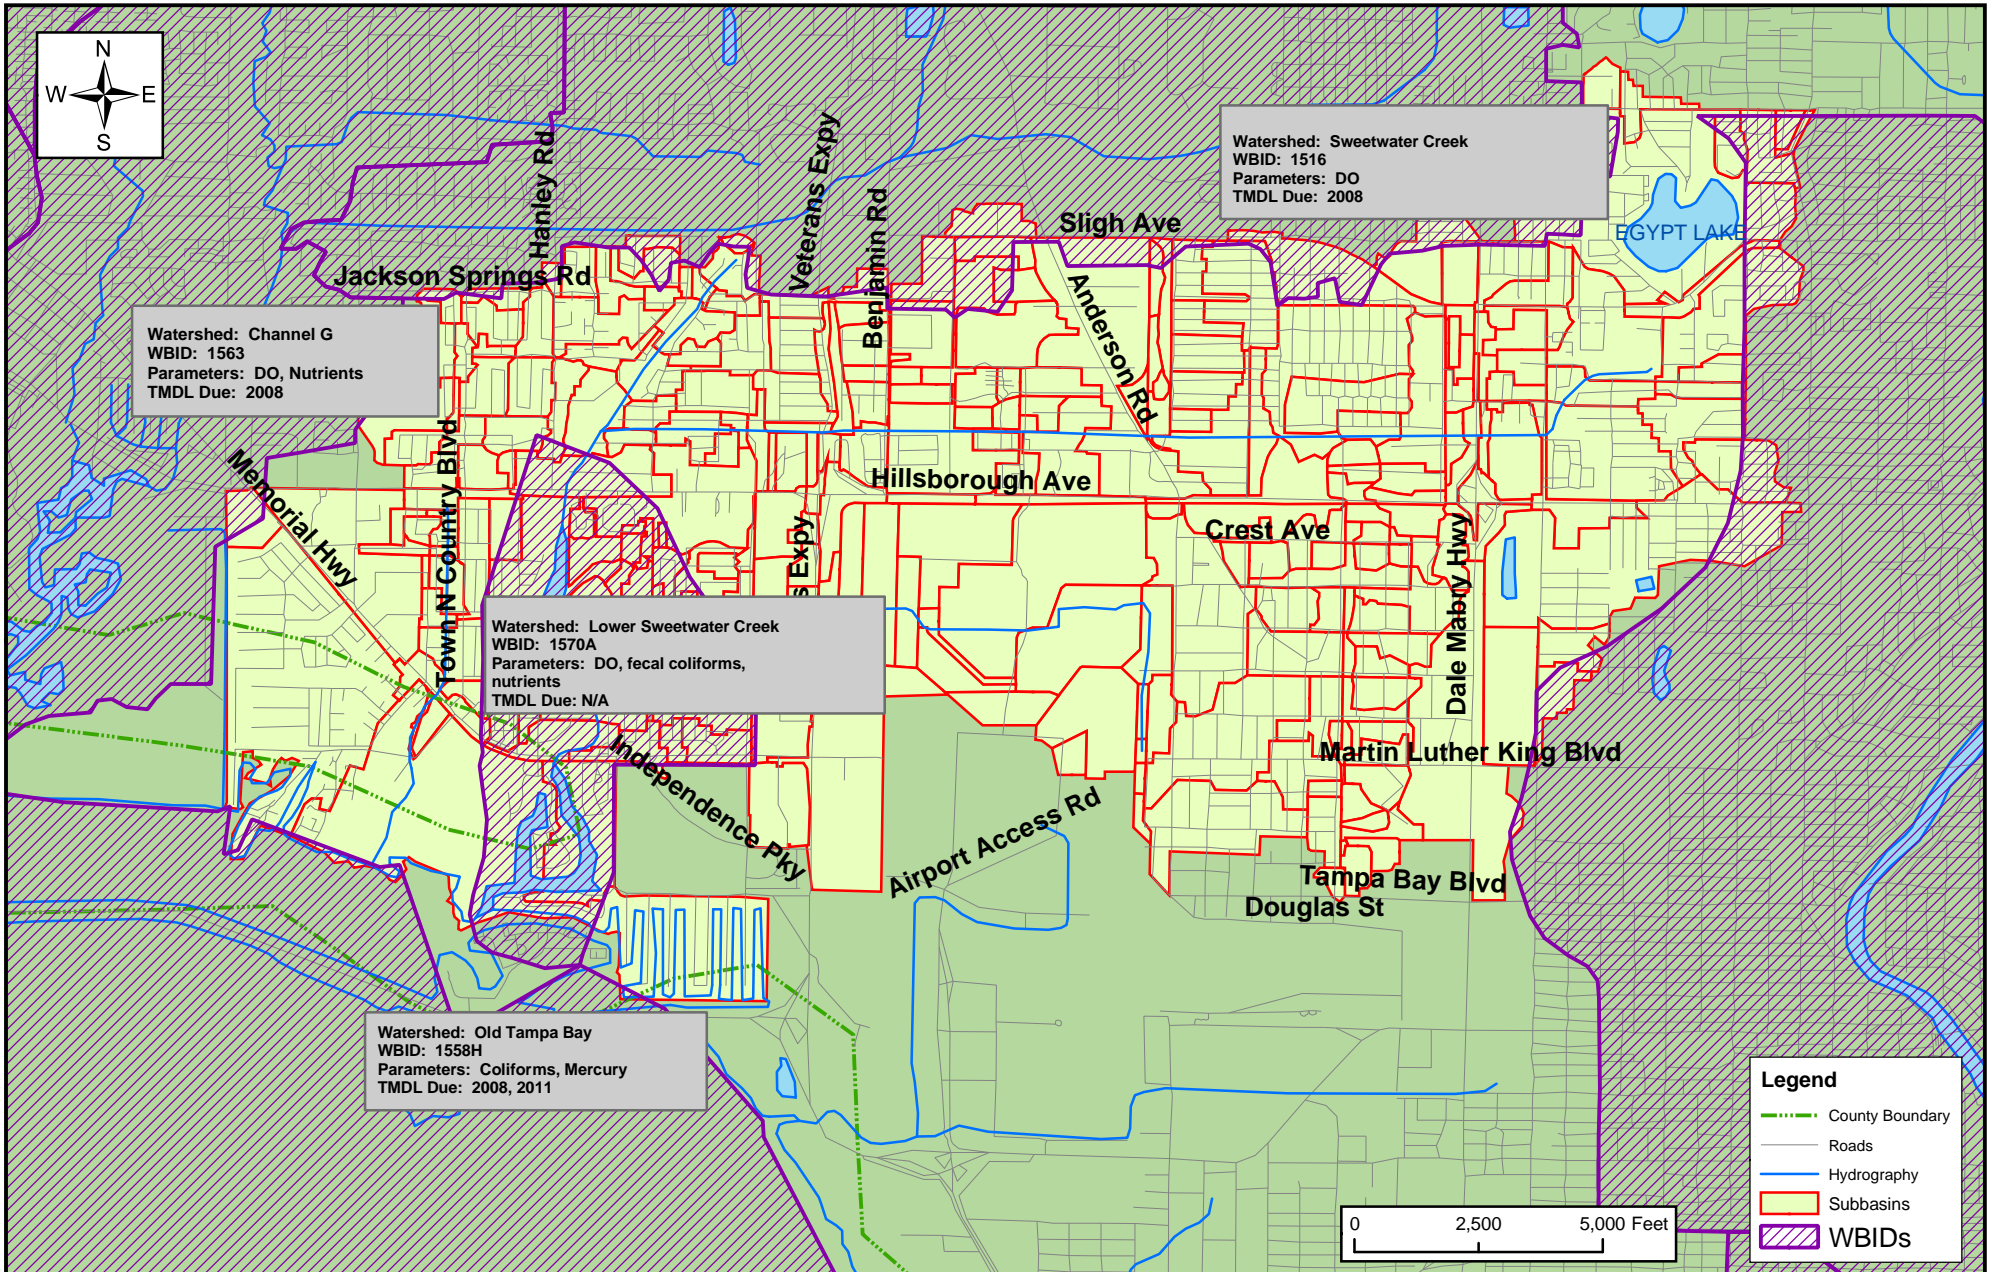 N
W E
S
Hanley Rd
Veterans Expy
Benjamin Rd
Watershed: Sweetwater Creek
WBID: 1516
Parameters: DO
TMDL Due: 2008
Sligh Ave
EGYPT LAKE
Jackson Springs Rd
Anderson Rd
Watershed: Channel G
WBID: 1563
Parameters: DO, Nutrients
TMDL Due: 2008
Memorial Hwy
Town N Country Blvd
Hillsborough Ave
Crest Ave
s Expy
Dale Mabry Hwy
Watershed: Lower Sweetwater Creek
WBID: 1570A
Parameters: DO, fecal coliforms,
nutrients
TMDL Due: N/A
Independence Pky
Martin Luther King Blvd
Airport Access Rd
Tampa Bay Blvd
Douglas St
Watershed: Old Tampa Bay
WBID: 1558H
Parameters: Coliforms, Mercury
TMDL Due: 2008, 2011
Legend
County Boundary
Roads
Hydrography
Subbasins
WBIDs
0 2,500 5,000 Feet